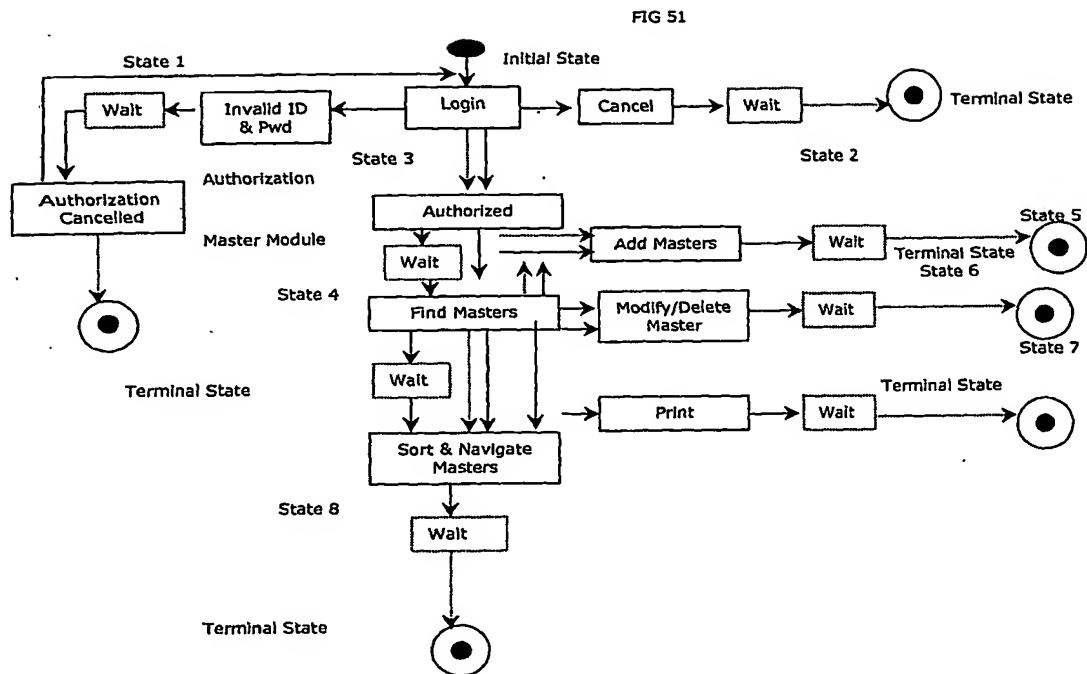 FIG 51
State 1
Initial State
Wait
Invalid ID
& Pwd
Login
Cancel
Wait
Terminal State
State 3
State 2
Authorization
Authorization
Cancelled
Authorized
Master Module
Wait
Add Masters
Wait
State 5
Terminal State
State 6
State 4
Find Masters
Modify/Delete
Master
Wait
State 7
Wait
Terminal State
Terminal State
Print
Wait
Sort & Navigate
Masters
State 8
Wait
Terminal State